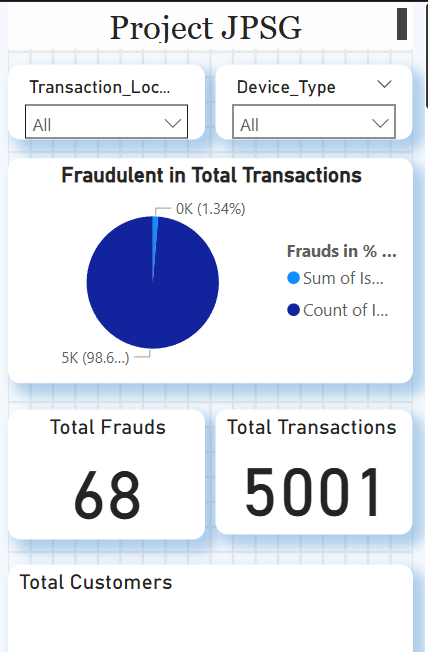 Project JPSG
Transaction_Loc...
Device_Type
All
All
Fraudulent in Total Transactions
0K (1.34%)
Frauds in % ...
Sum of Is...
Count of I...
5K (98.6...)
Total Frauds
Total Transactions
68
5001
Total Customers